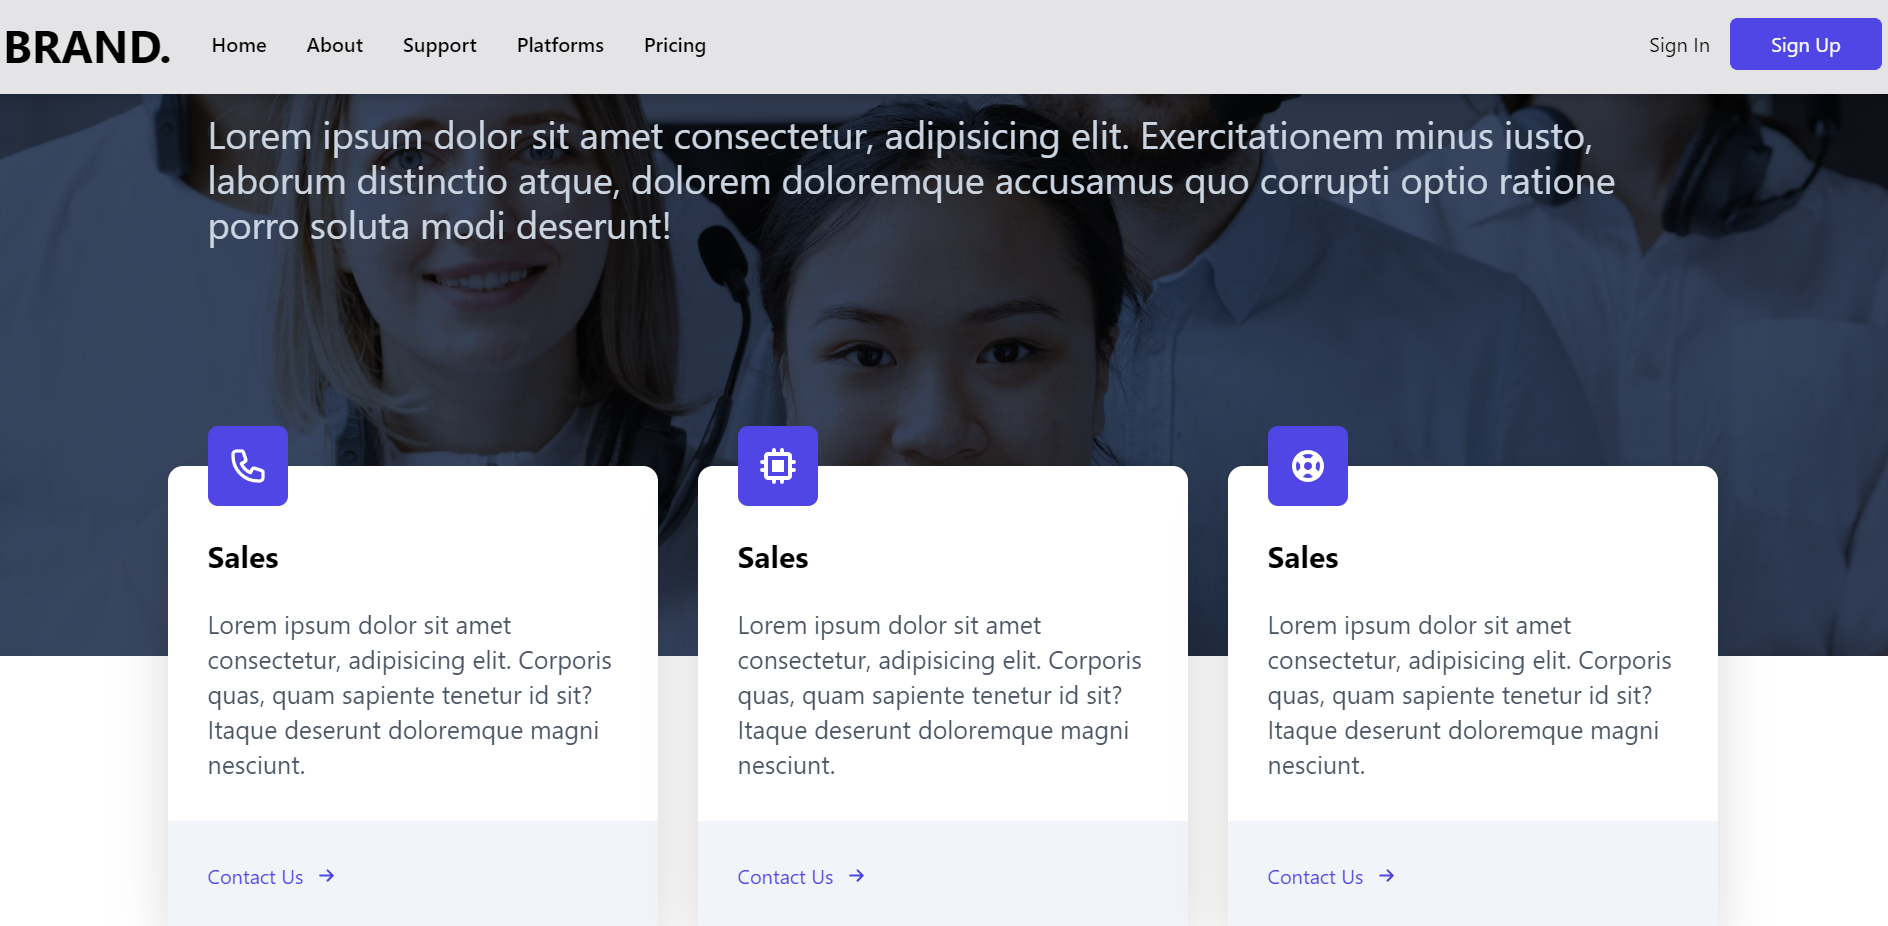 BRAND. Home About Support Platforms Pricing Sign In Sign Up
Lorem ipsum dolor sit amet consectetur, adipisicing elit. Exercitationem minus iusto,
laborum distinctio atque, dolorem doloremque accusamus quo corrupti optio ratione
porro soluta modi deserunt!
Sales
Lorem ipsum dolor sit amet
consectetur, adipisicing elit. Corporis
quas, quam sapiente tenetur id sit?
Itaque deserunt doloremque magni
nesciunt.
Contact Us
Sales
Lorem ipsum dolor sit amet
consectetur, adipisicing elit. Corporis
quas, quam sapiente tenetur id sit?
Itaque deserunt doloremque magni
nesciunt.
Contact Us
Sales
Lorem ipsum dolor sit amet
consectetur, adipisicing elit. Corporis
quas, quam sapiente tenetur id sit?
Itaque deserunt doloremque magni
nesciunt.
Contact Us